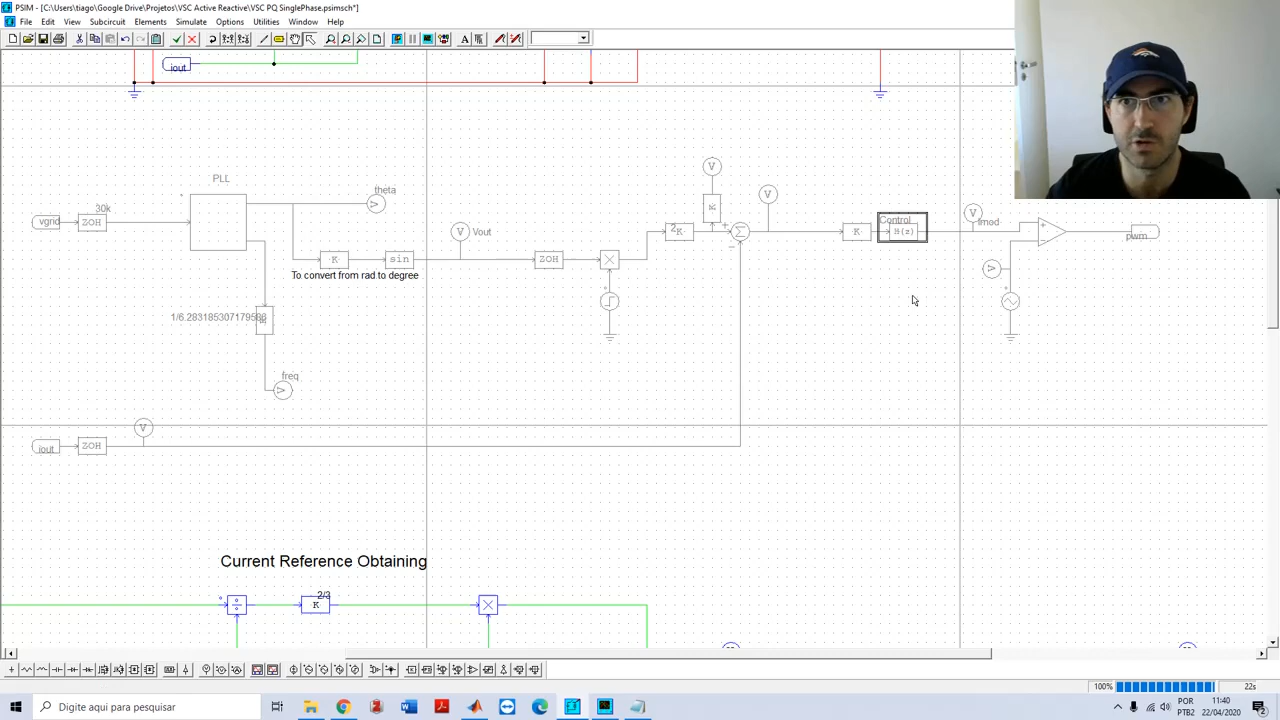 PSIM - [C:\Users\tiago\Google Drive\Projetos\VSC Active Reactive\VSC PQ SinglePhase.psimsch*]
File Edit View Subcircuit Elements Simulate Options Utilities Window Help
iout
PLL
theta
vgrid
30k
ZOH
V
V
V
K
Vout
2
K
K
Control
H(z)
V
Imod
pwm
K
sin
ZOH
To convert from rad to degree
V
1/6.283185307179586
K
freq
V
V
iout
ZOH
V
Current Reference Obtaining
2/3
K
100%
22s
Digite aqui para pesquisar
POR
PTB2
11:40
22/04/2020
2